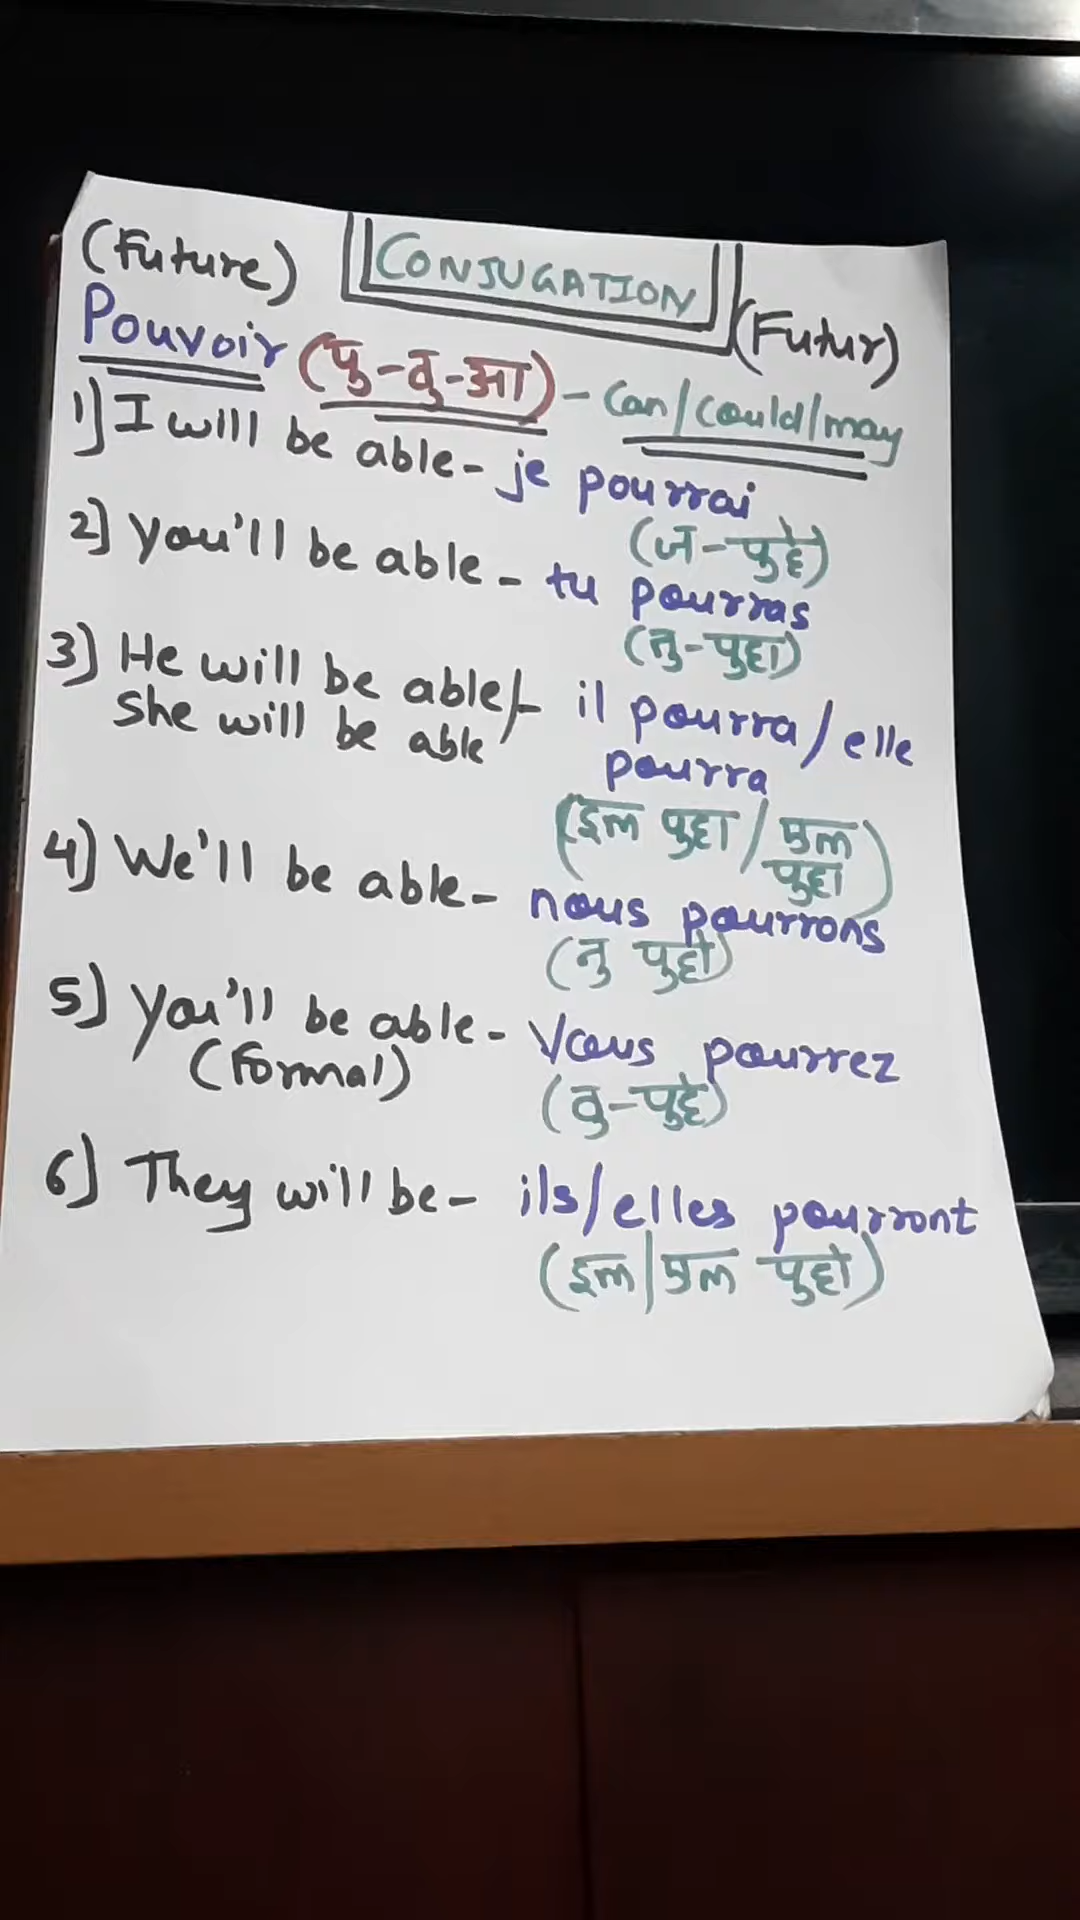 (Future) CONJUGATION (Futur)
Pouvoir (पु-वु-आ) - can/could/may
1) I will be able - je pourrai
(ज-पुहे)
2) you'll be able - tu pourras
(तु-पुहा)
3) He will be able/- il pourra/elle
She will be able pourra
(इल पुहा/एल
पुहा)
4) We'll be able - nous pourrons
(नु पुहो)
5) you'll be able - Vous pourrez
(Formal) (वु-पुहे)
6) They will be - ils/elles pourront
(इल/एल पुहो)